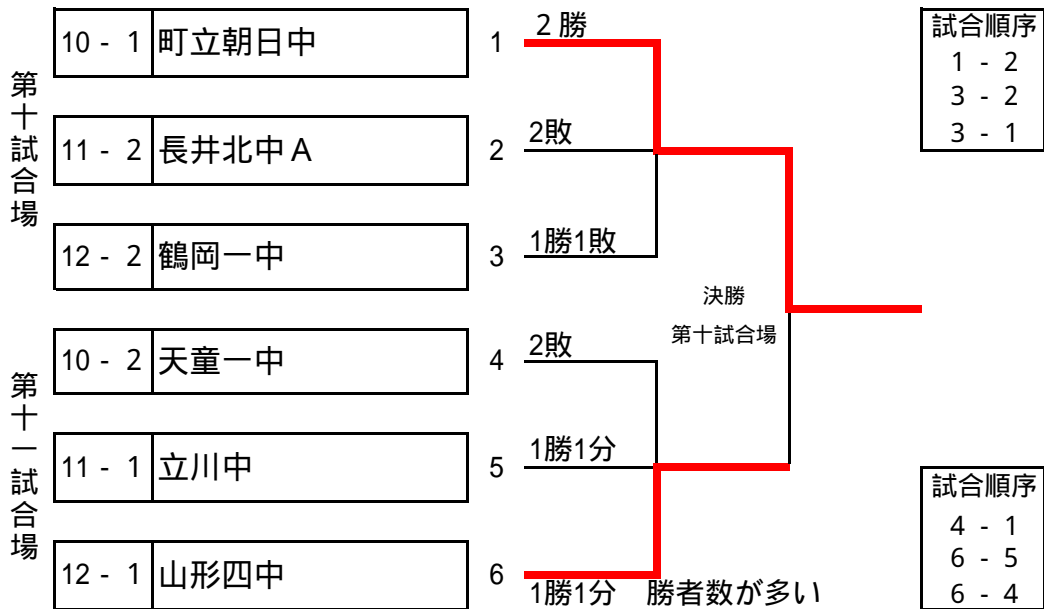 第十試合場
10 - 1 町立朝日中 1 2勝
11 - 2 長井北中A 2 2敗
12 - 2 鶴岡一中 3 1勝1敗
試合順序
1 - 2
3 - 2
3 - 1
決勝
第十試合場
第十一試合場
10 - 2 天童一中 4 2敗
11 - 1 立川中 5 1勝1分
12 - 1 山形四中 6 1勝1分 勝者数が多い
試合順序
4 - 1
6 - 5
6 - 4